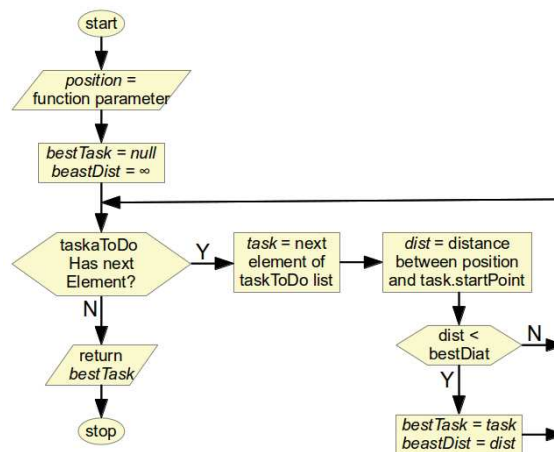 start
position =
function parameter
bestTask = null
beastDist = ∞
taskaToDo
Has next
Element?
Y
N
task = next
element of
taskToDo list
dist = distance
between position
and task.startPoint
dist <
bestDiat
N
Y
return
bestTask
bestTask = task
beastDist = dist
stop